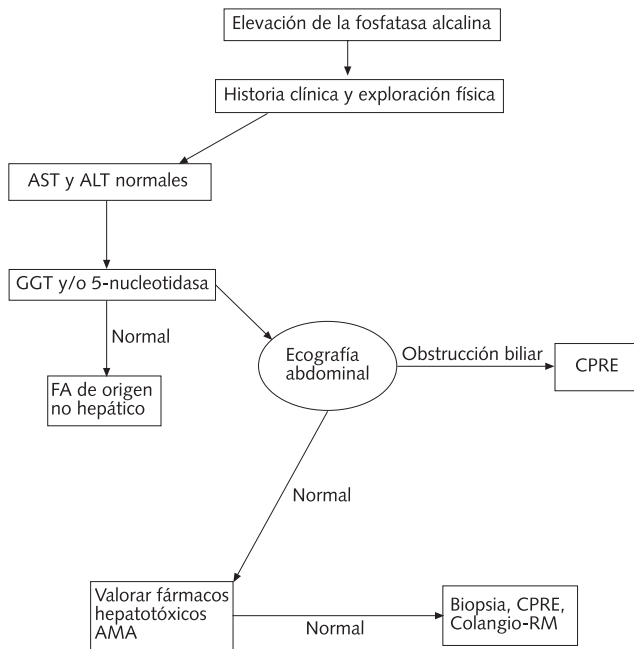 Elevación de la fosfatasa alcalina
Historia clínica y exploración física
AST y ALT normales
GGT y/o 5-nucleotidasa
Normal
FA de origen
no hepático
Ecografía
abdominal
Obstrucción biliar
CPRE
Normal
Valorar fármacos
hepatotóxicos
AMA
Normal
Biopsia, CPRE,
Colangio-RM